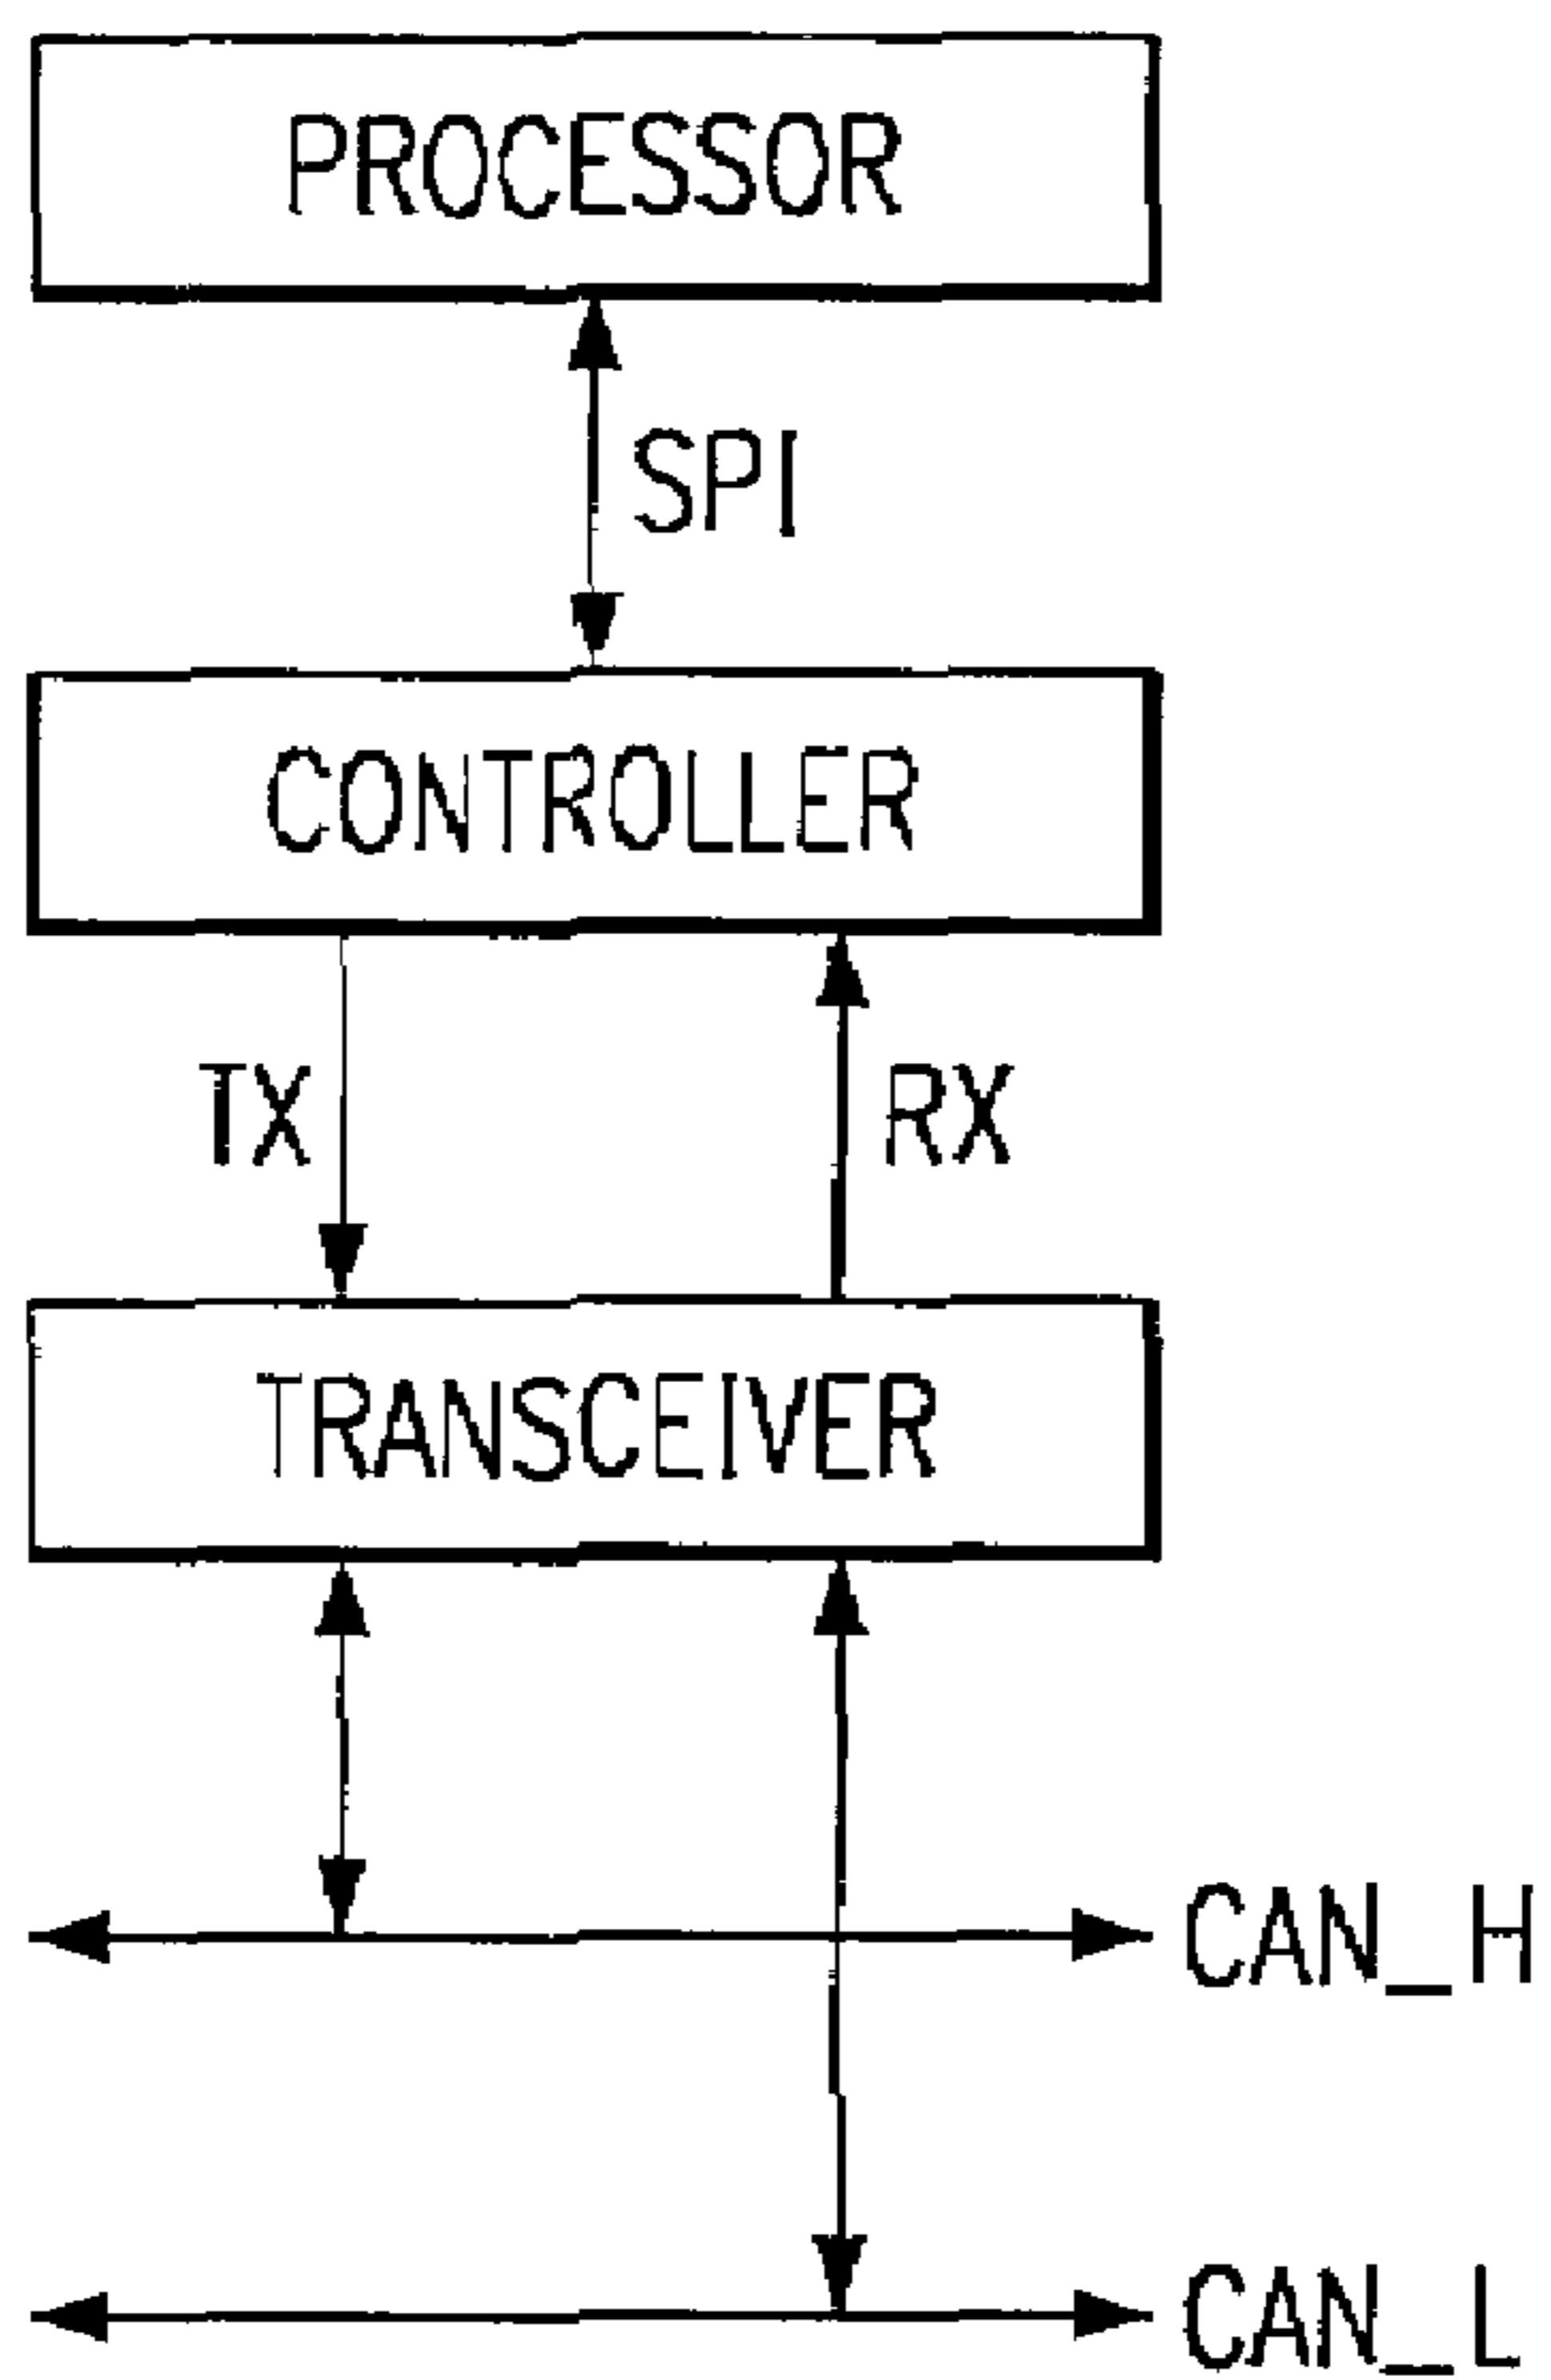 PROCESSOR
SPI
CONTROLLER
TX RX
TRANSCEIVER
CAN_H
CAN_L